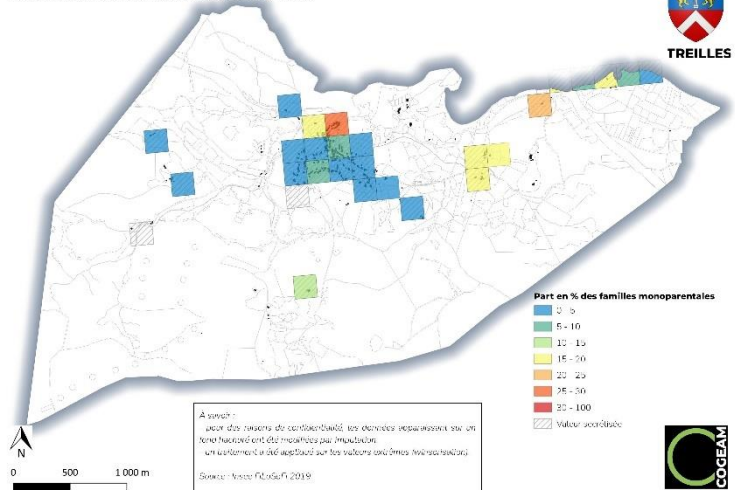 TREILLES
Part en % des familles monoparentales
0 - 5
5 - 10
10 - 15
15 - 20
20 - 25
25 - 30
30 - 100
Valeur secrétisée
À savoir :
pour des raisons de confidentialité, les données apparaissant sur un
fond hachuré ont été modifiées par imputation.
un traitement a été appliqué sur les valeurs extrêmes (winsorisation)
Source : Insee FiLoSoFi 2019
N
0 500 1 000 m
COGEAM